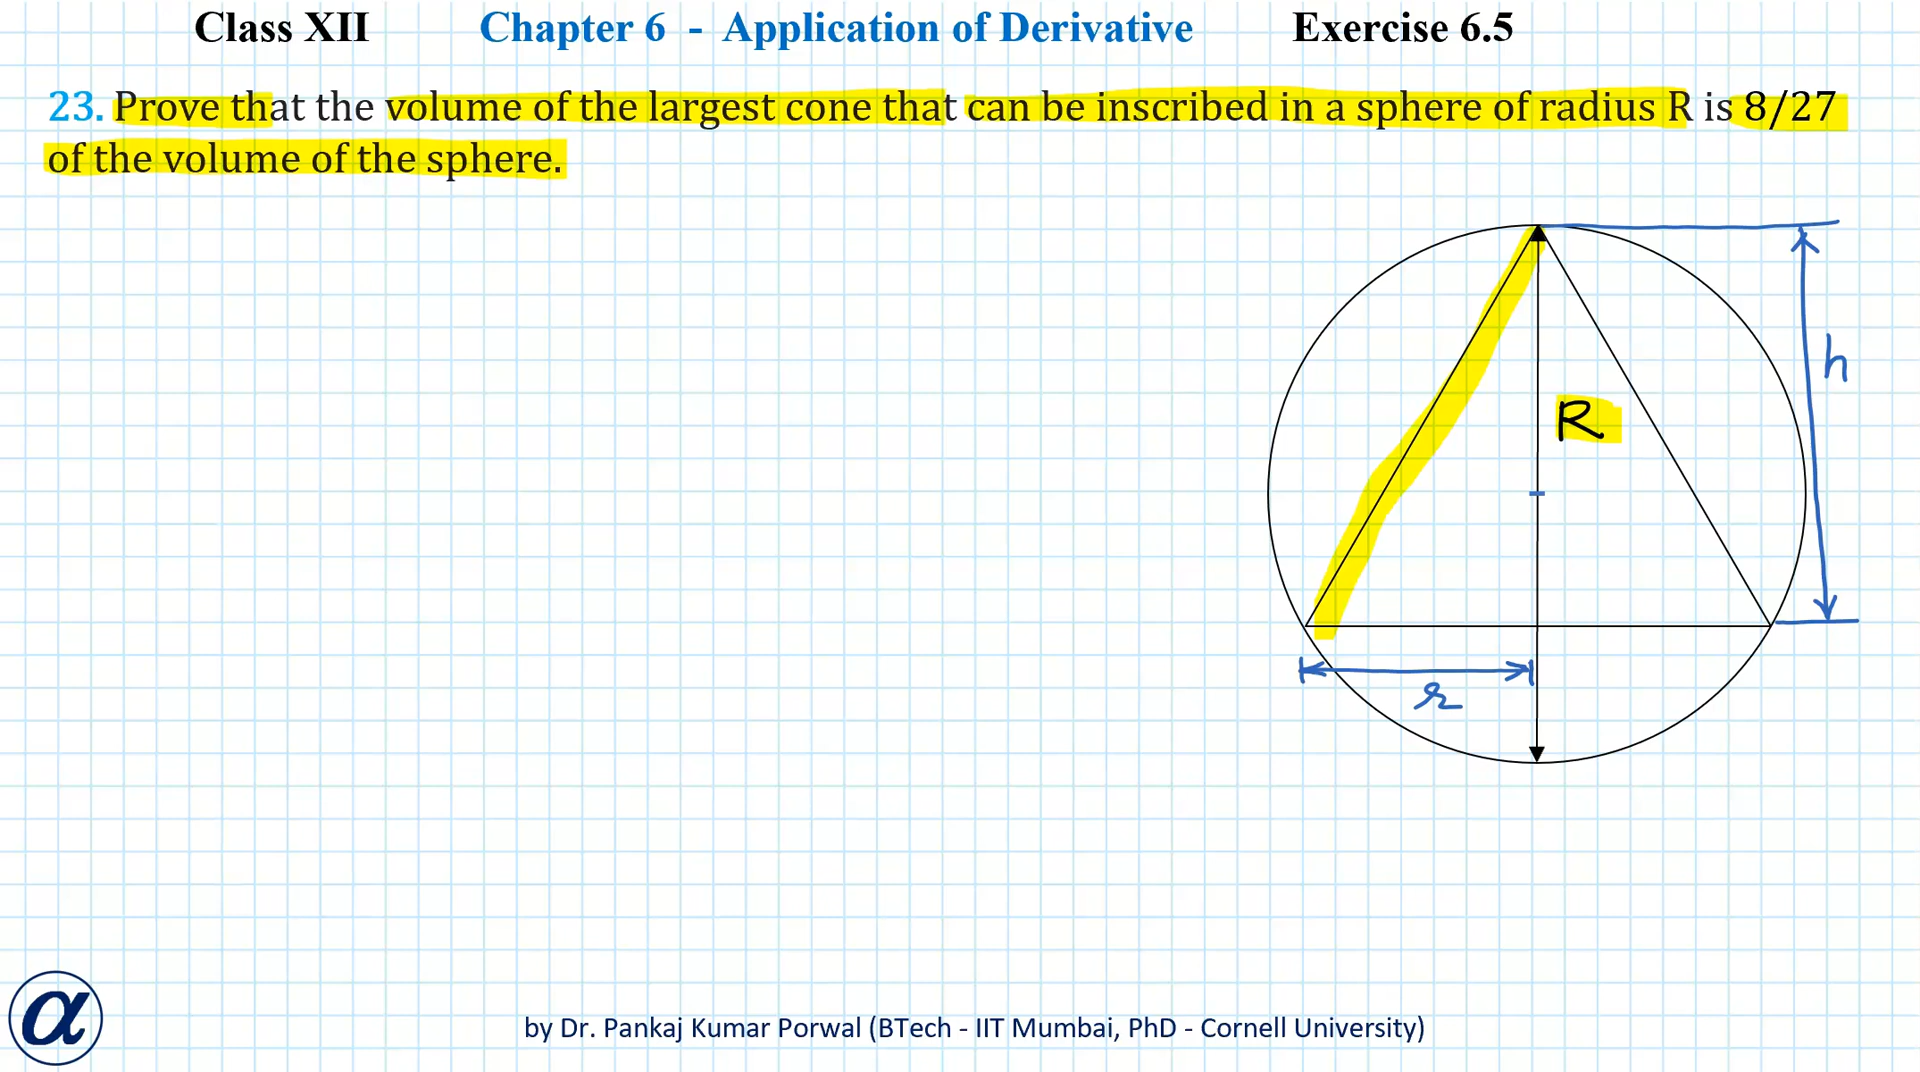 Class XII Chapter 6 - Application of Derivative Exercise 6.5
23. Prove that the volume of the largest cone that can be inscribed in a sphere of radius R is 8/27
of the volume of the sphere.
h
R
r
α
by Dr. Pankaj Kumar Porwal (BTech - IIT Mumbai, PhD - Cornell University)